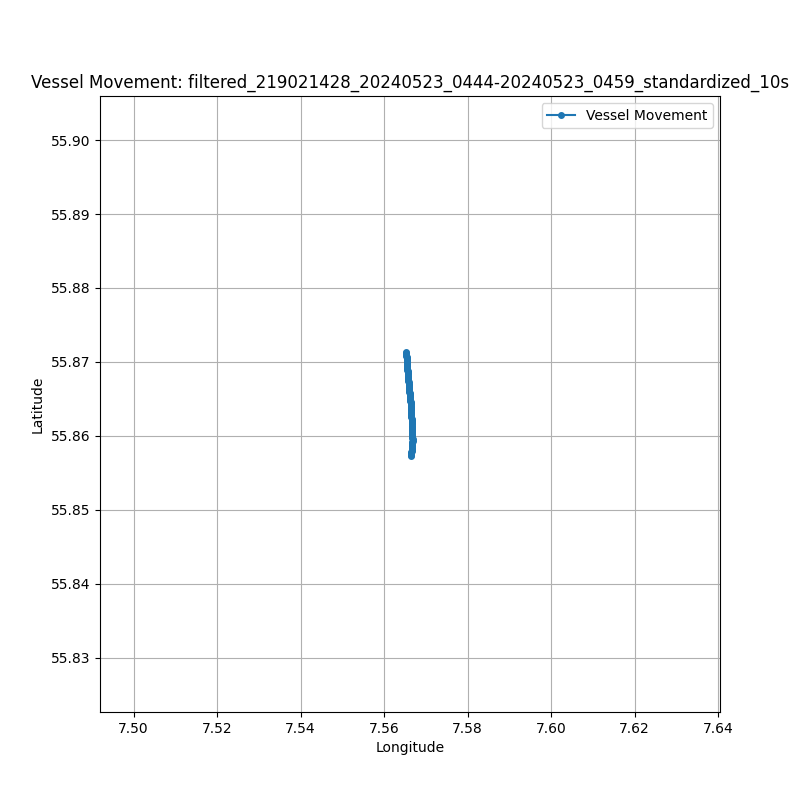 Vessel Movement: filtered_219021428_20240523_0444-20240523_0459_standardized_10s
Vessel Movement
55.90
55.89
55.88
55.87
55.86
55.85
55.84
55.83
Latitude
7.50 7.52 7.54 7.56 7.58 7.60 7.62 7.64
Longitude